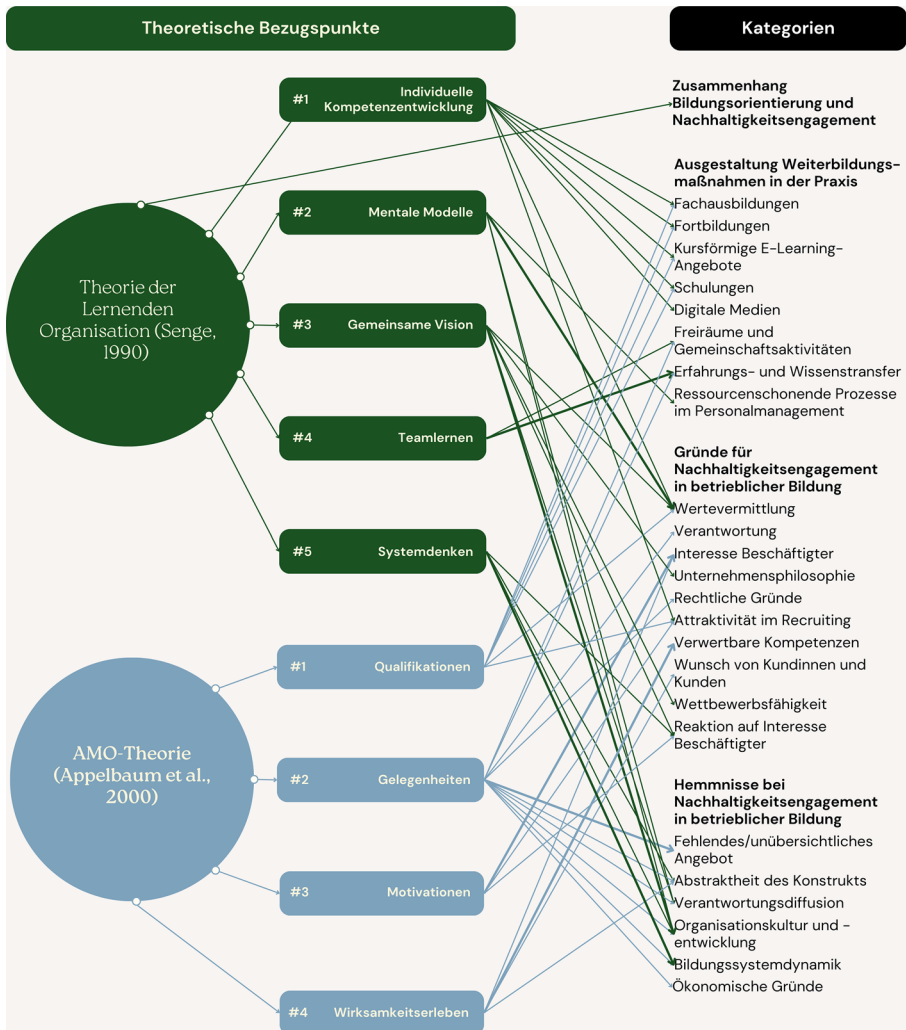 Theoretische Bezugspunkte
Kategorien
#1
Individuelle
Kompetenzentwicklung
#2
Mentale Modelle
#3
Gemeinsame Vision
#4
Teamlernen
#5
Systemdenken
Theorie der
Lernenden
Organisation (Senge,
1990)
#1
Qualifikationen
#2
Gelegenheiten
#3
Motivationen
#4
Wirksamkeitserleben
AMO-Theorie
(Appelbaum et al.,
2000)
Zusammenhang
Bildungsorientierung und
Nachhaltigkeitsengagement
Ausgestaltung Weiterbildungs-
maßnahmen in der Praxis
Fachausbildungen
Fortbildungen
Kursförmige E-Learning-
Angebote
Schulungen
Digitale Medien
Freiräume und
Gemeinschaftsaktivitäten
Erfahrungs- und Wissenstransfer
Ressourcenschonende Prozesse
im Personalmanagement
Gründe für
Nachhaltigkeitsengagement
in betrieblicher Bildung
Wertevermittlung
Verantwortung
Interesse Beschäftigter
Unternehmensphilosophie
Rechtliche Gründe
Attraktivität im Recruiting
Verwertbare Kompetenzen
Wunsch von Kundinnen und
Kunden
Wettbewerbsfähigkeit
Reaktion auf Interesse
Beschäftigter
Hemmnisse bei
Nachhaltigkeitsengagement
in betrieblicher Bildung
Fehlendes/unübersichtliches
Angebot
Abstraktheit des Konstrukts
Verantwortungsdiffusion
Organisationskultur und -
entwicklung
Bildungssystemdynamik
Ökonomische Gründe